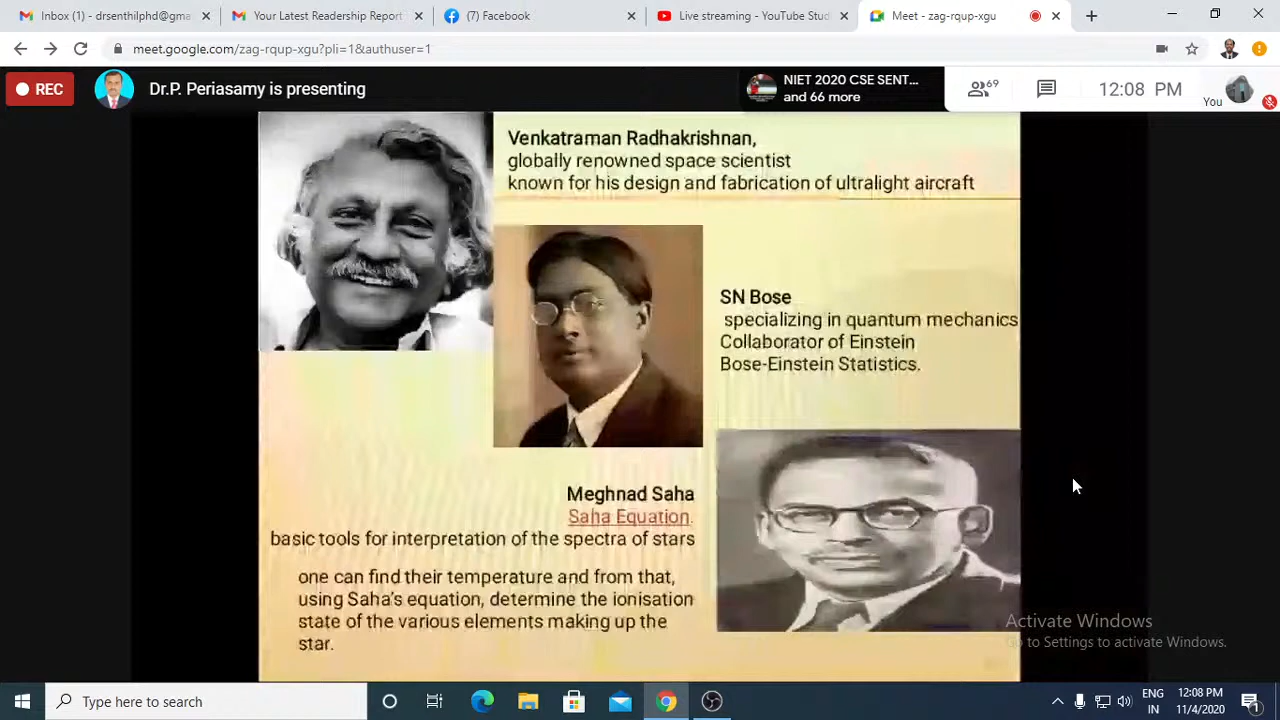 Inbox (1) - drsenthilphd@gma
Your Latest Readership Report
(7) Facebook
Live streaming - YouTube Stud
Meet - zag-rqup-xgu
meet.google.com/zag-rqup-xgu?pli=1&authuser=1
REC
Dr.P. Periasamy is presenting
NIET 2020 CSE SENT...
and 66 more
69
12:08 PM
You
Venkatraman Radhakrishnan,
globally renowned space scientist
known for his design and fabrication of ultralight aircraft
SN Bose
specializing in quantum mechanics
Collaborator of Einstein
Bose-Einstein Statistics.
Meghnad Saha
Saha Equation.
basic tools for interpretation of the spectra of stars
one can find their temperature and from that,
using Saha's equation, determine the ionisation
state of the various elements making up the
star.
Activate Windows
Go to Settings to activate Windows.
Type here to search
ENG
IN
12:08 PM
11/4/2020
1